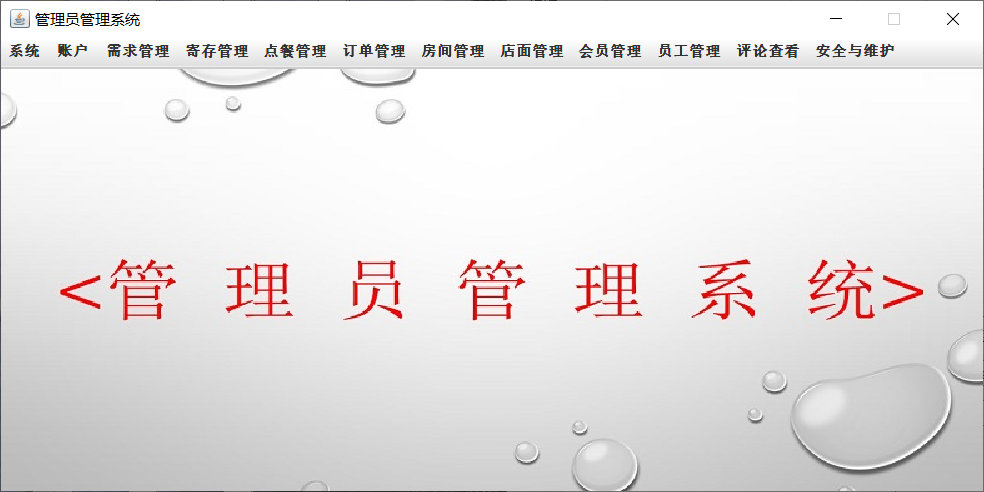 管理员管理系统
系统 账户 需求管理 寄存管理 点餐管理 订单管理 房间管理 店面管理 会员管理 员工管理 评论查看 安全与维护
<管 理 员 管 理 系 统>